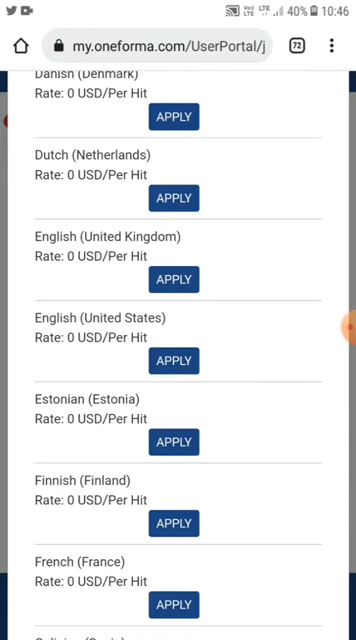 40% 10:46
my.oneforma.com/UserPortal/j
72
Danish (Denmark)
Rate: 0 USD/Per Hit
APPLY
Dutch (Netherlands)
Rate: 0 USD/Per Hit
APPLY
English (United Kingdom)
Rate: 0 USD/Per Hit
APPLY
English (United States)
Rate: 0 USD/Per Hit
APPLY
Estonian (Estonia)
Rate: 0 USD/Per Hit
APPLY
Finnish (Finland)
Rate: 0 USD/Per Hit
APPLY
French (France)
Rate: 0 USD/Per Hit
APPLY